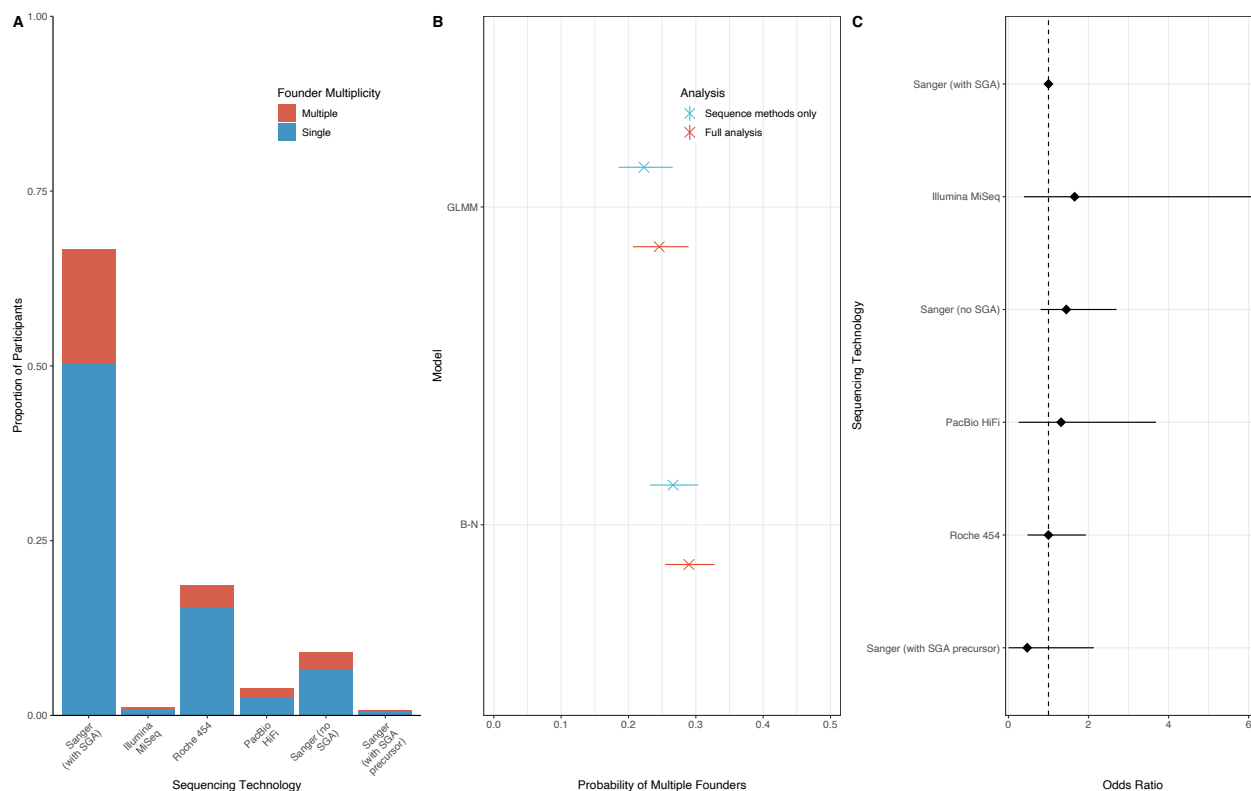 A
1.00
0.75
0.50
0.25
0.00
Proportion of Participants
Founder Multiplicity
Multiple
Single
Sanger
(with SGA)
Illumina
MiSeq
Roche 454
PacBio
HiFi
Sanger (no
SGA)
Sanger
(with SGA
precursor)
Sequencing Technology
B
Analysis
Sequence methods only
Full analysis
GLMM
B-N
Model
0.0
0.1
0.2
0.3
0.4
0.5
Probability of Multiple Founders
C
Sanger (with SGA)
Illumina MiSeq
Sanger (no SGA)
PacBio HiFi
Roche 454
Sanger (with SGA precursor)
Sequencing Technology
0
2
4
6
Odds Ratio